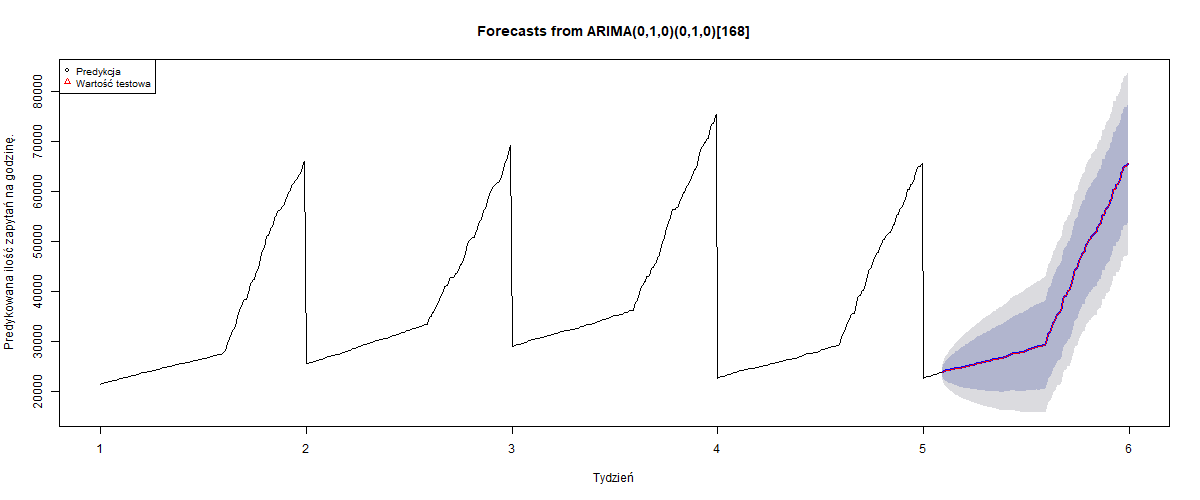 Forecasts from ARIMA(0,1,0)(0,1,0)[168]
Predykcja
Wartość testowa
Predykowana ilość zapytań na godzinę.
80000
70000
60000
50000
40000
30000
20000
1 2 3 4 5 6
Tydzień